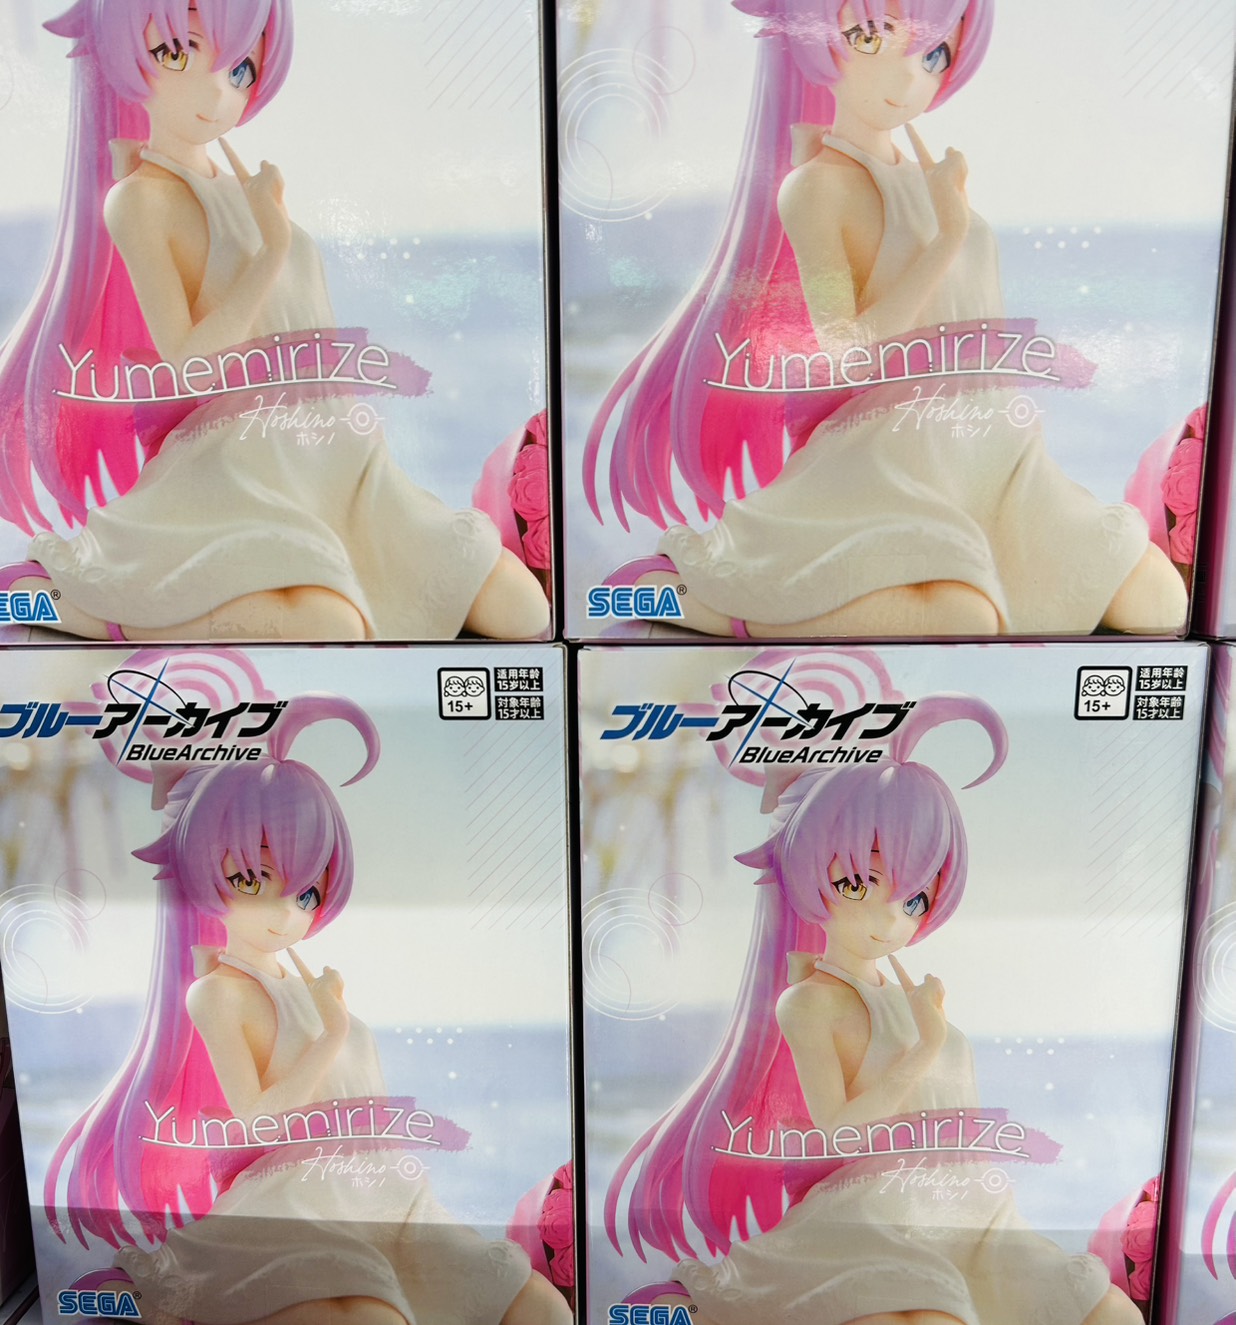 Yumemirize
Hoshino
ホシノ
SEGA®
Yumemirize
Hoshino
ホシノ
SEGA®
ブルーアーカイブ
BlueArchive
15+
适用年龄
15岁以上
対象年齢
15才以上
Yumemirize
Hoshino
ホシノ
SEGA®
ブルーアーカイブ
BlueArchive
15+
适用年龄
15岁以上
対象年齢
15才以上
Yumemirize
Hoshino
ホシノ
SEGA®